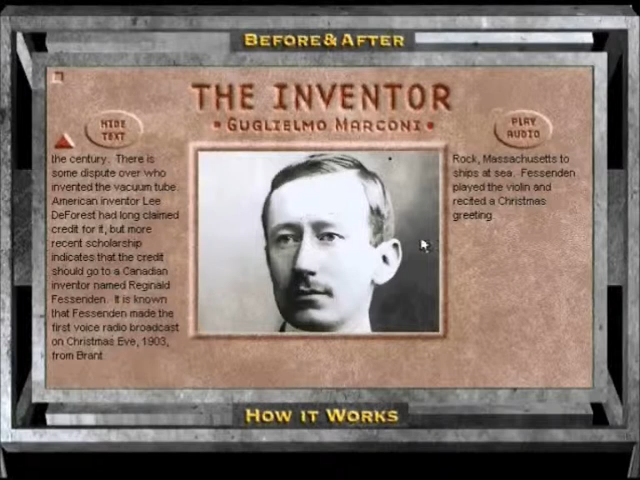 BEFORE&AFTER
THE INVENTOR
• GUGLIELMO MARCONI •
HIDE
TEXT
PLAY
AUDIO
the century. There is
some dispute over who
invented the vacuum tube.
American inventor Lee
DeForest had long claimed
credit for it, but more
recent scholarship
indicates that the credit
should go to a Canadian
inventor named Reginald
Fessenden. It is known
that Fessenden made the
first voice radio broadcast
on Christmas Eve, 1903,
from Brant
Rock, Massachusetts to
ships at sea. Fessenden
played the violin and
recited a Christmas
greeting.
HOW IT WORKS